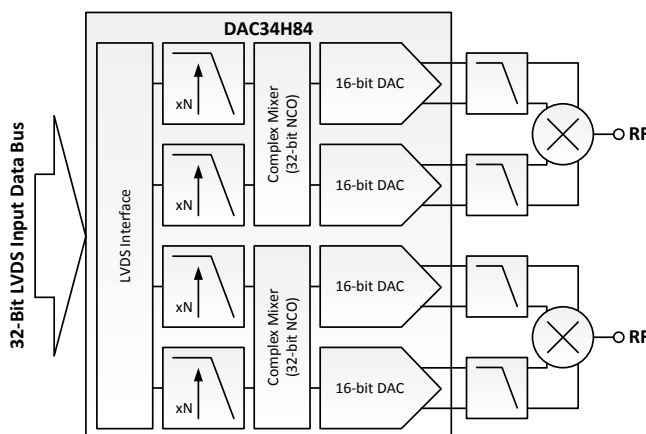 DAC34H84
32-Bit LVDS Input Data Bus
LVDS Interface
xN
xN
xN
xN
Complex Mixer
(32-bit NCO)
Complex Mixer
(32-bit NCO)
16-bit DAC
16-bit DAC
16-bit DAC
16-bit DAC
RF
RF